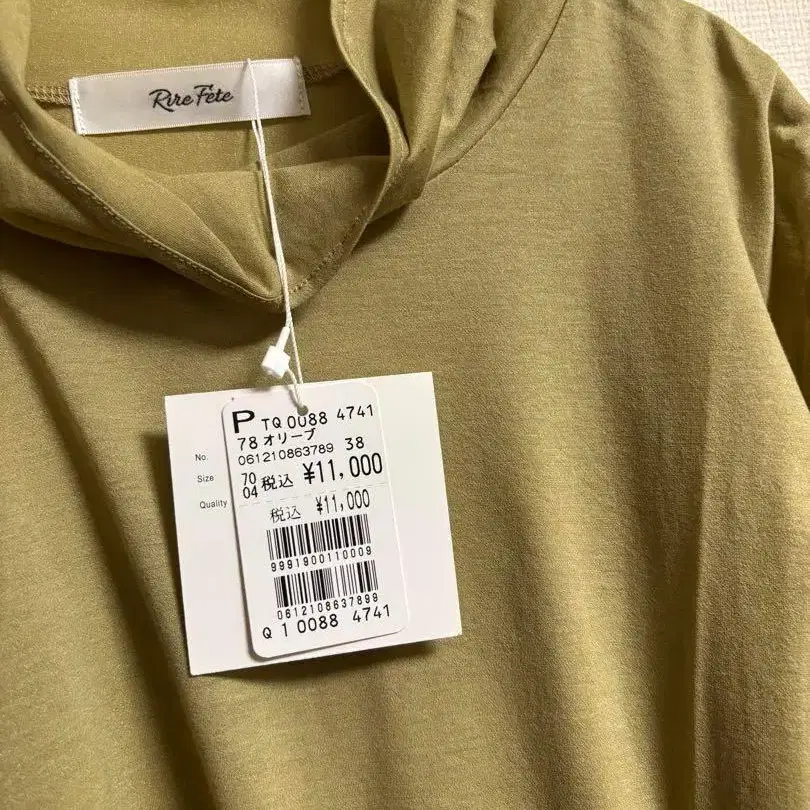 Rire Fête
P TQ 0088 4741
78 オリーブ
No.
061210863789 38
Size
70
04 税込 ¥11,000
Quality
税込 ¥11,000
9991900110009
0612108637899
Q 1 0088 4741